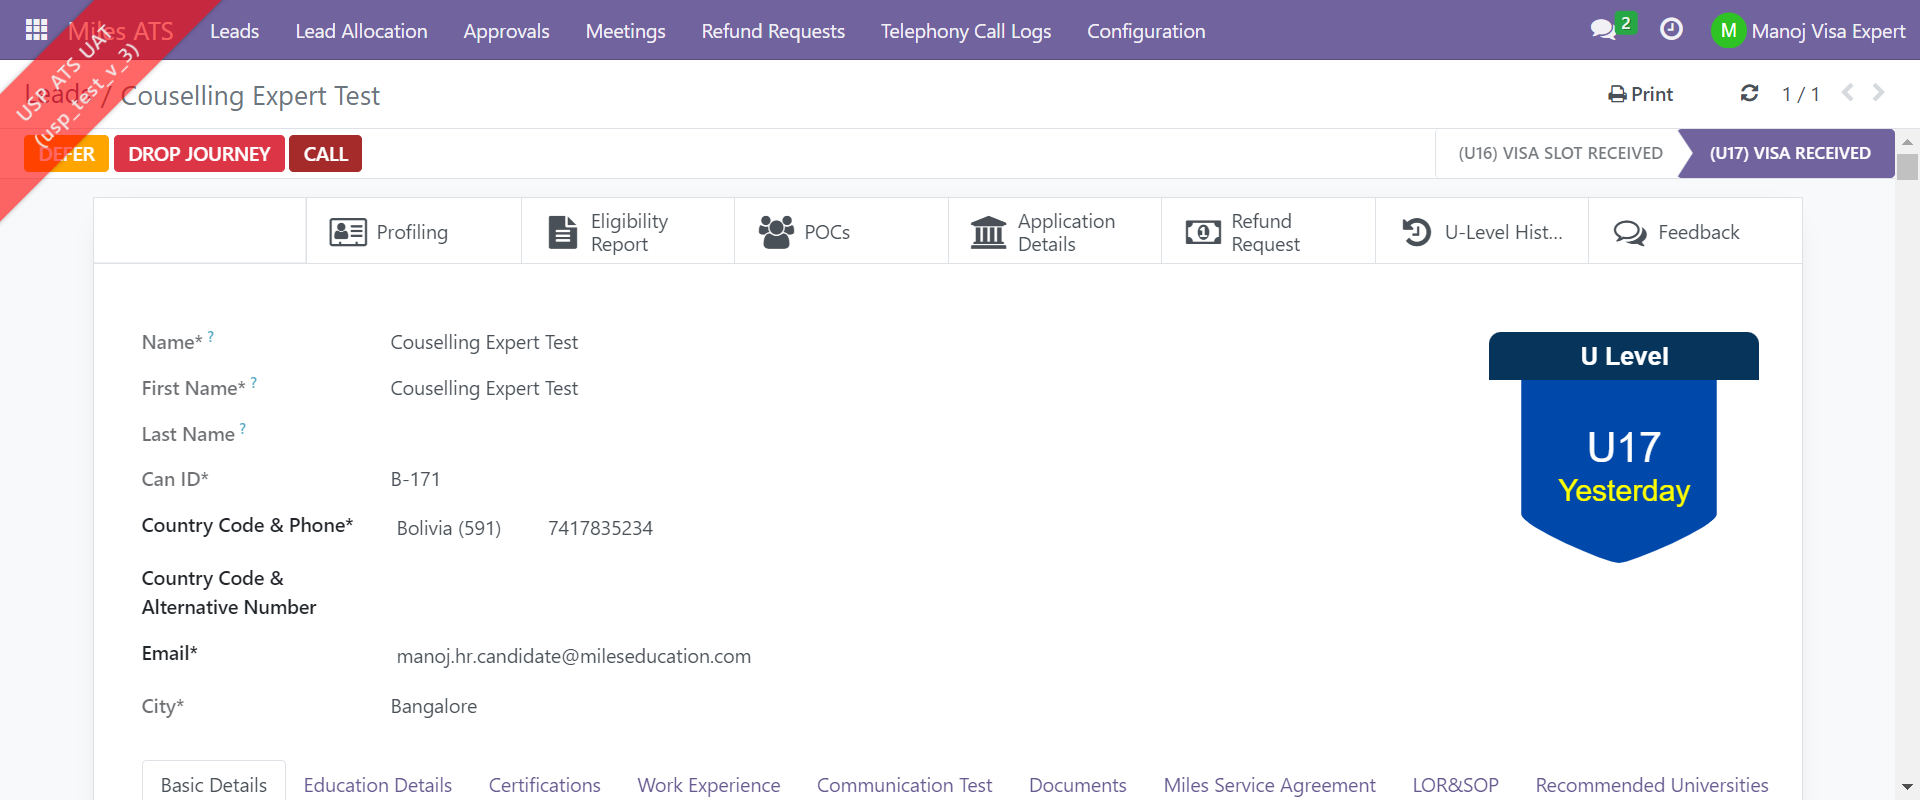 Miles ATS Leads Lead Allocation Approvals Meetings Refund Requests Telephony Call Logs Configuration 2 M Manoj Visa Expert
USP ATS UAT
(usp_test_v_3)
Leads / Couselling Expert Test Print 1 / 1
DEFER DROP JOURNEY CALL (U16) VISA SLOT RECEIVED (U17) VISA RECEIVED
Profiling
Eligibility
Report
POCs
Application
Details
Refund
Request
U-Level Hist...
Feedback
Name* ? Couselling Expert Test
First Name* ? Couselling Expert Test
Last Name ?
Can ID* B-171
Country Code & Phone* Bolivia (591) 7417835234
Country Code &
Alternative Number
Email* manoj.hr.candidate@mileseducation.com
City* Bangalore
U Level
U17
Yesterday
Basic Details Education Details Certifications Work Experience Communication Test Documents Miles Service Agreement LOR&SOP Recommended Universities